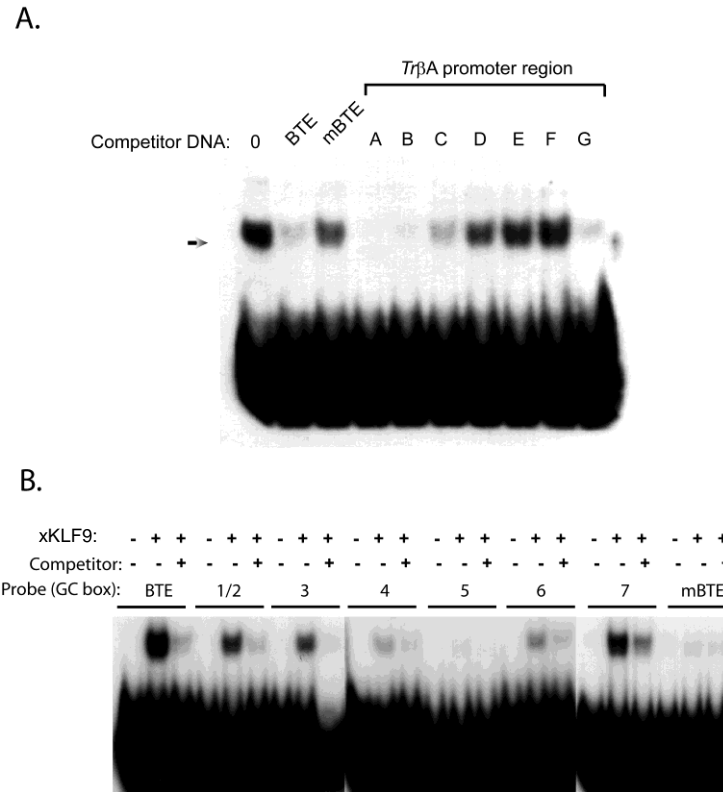 A.
TrβA promoter region
Competitor DNA: 0 BTE mBTE A B C D E F G
B.
xKLF9: - + + - + + - + + - + + - + + - + + - + + - + +
Competitor: - - + - - + - - + - - + - - + - - + - - + - -
Probe (GC box): BTE 1/2 3 4 5 6 7 mBTE